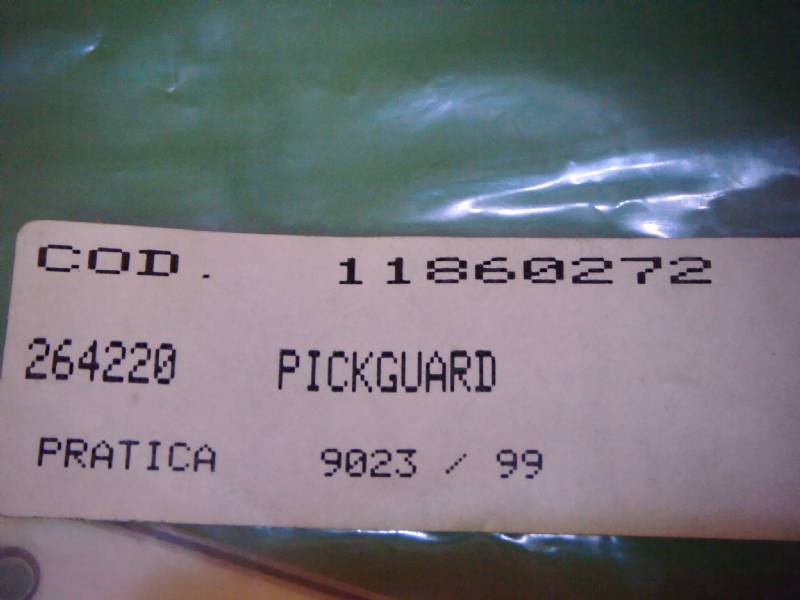 COD. 11860272
264220 PICKGUARD
PRATICA 9023 / 99